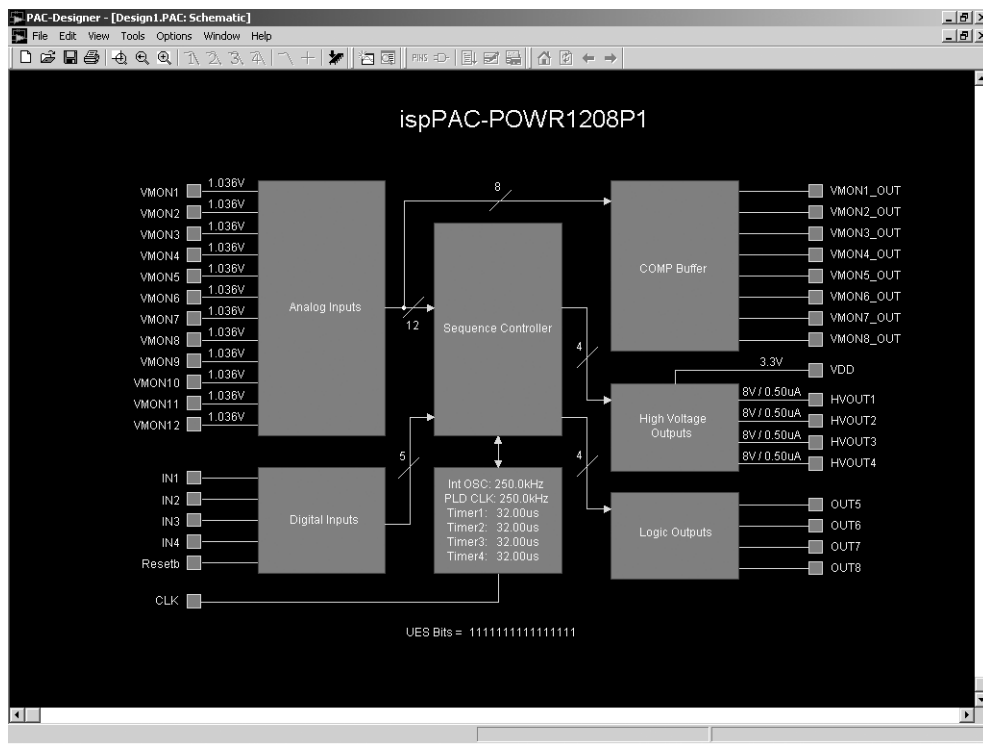 PAC-Designer - [Design1.PAC: Schematic]
File Edit View Tools Options Window Help
PINS
ispPAC-POWR1208P1
VMON1 1.036V
VMON2 1.036V
VMON3 1.036V
VMON4 1.036V
VMON5 1.036V
VMON6 1.036V
VMON7 1.036V
VMON8 1.036V
VMON9 1.036V
VMON10 1.036V
VMON11 1.036V
VMON12 1.036V
Analog Inputs
8
12
Sequence Controller
COMP Buffer
VMON1_OUT
VMON2_OUT
VMON3_OUT
VMON4_OUT
VMON5_OUT
VMON6_OUT
VMON7_OUT
VMON8_OUT
4
3.3V
VDD
High Voltage
Outputs
8V / 0.50uA HVOUT1
8V / 0.50uA HVOUT2
8V / 0.50uA HVOUT3
8V / 0.50uA HVOUT4
IN1
IN2
IN3
IN4
Resetb
Digital Inputs
5
4
Int OSC: 250.0kHz
PLD CLK: 250.0kHz
Timer1: 32.00us
Timer2: 32.00us
Timer3: 32.00us
Timer4: 32.00us
Logic Outputs
OUT5
OUT6
OUT7
OUT8
CLK
UES Bits = 1111111111111111